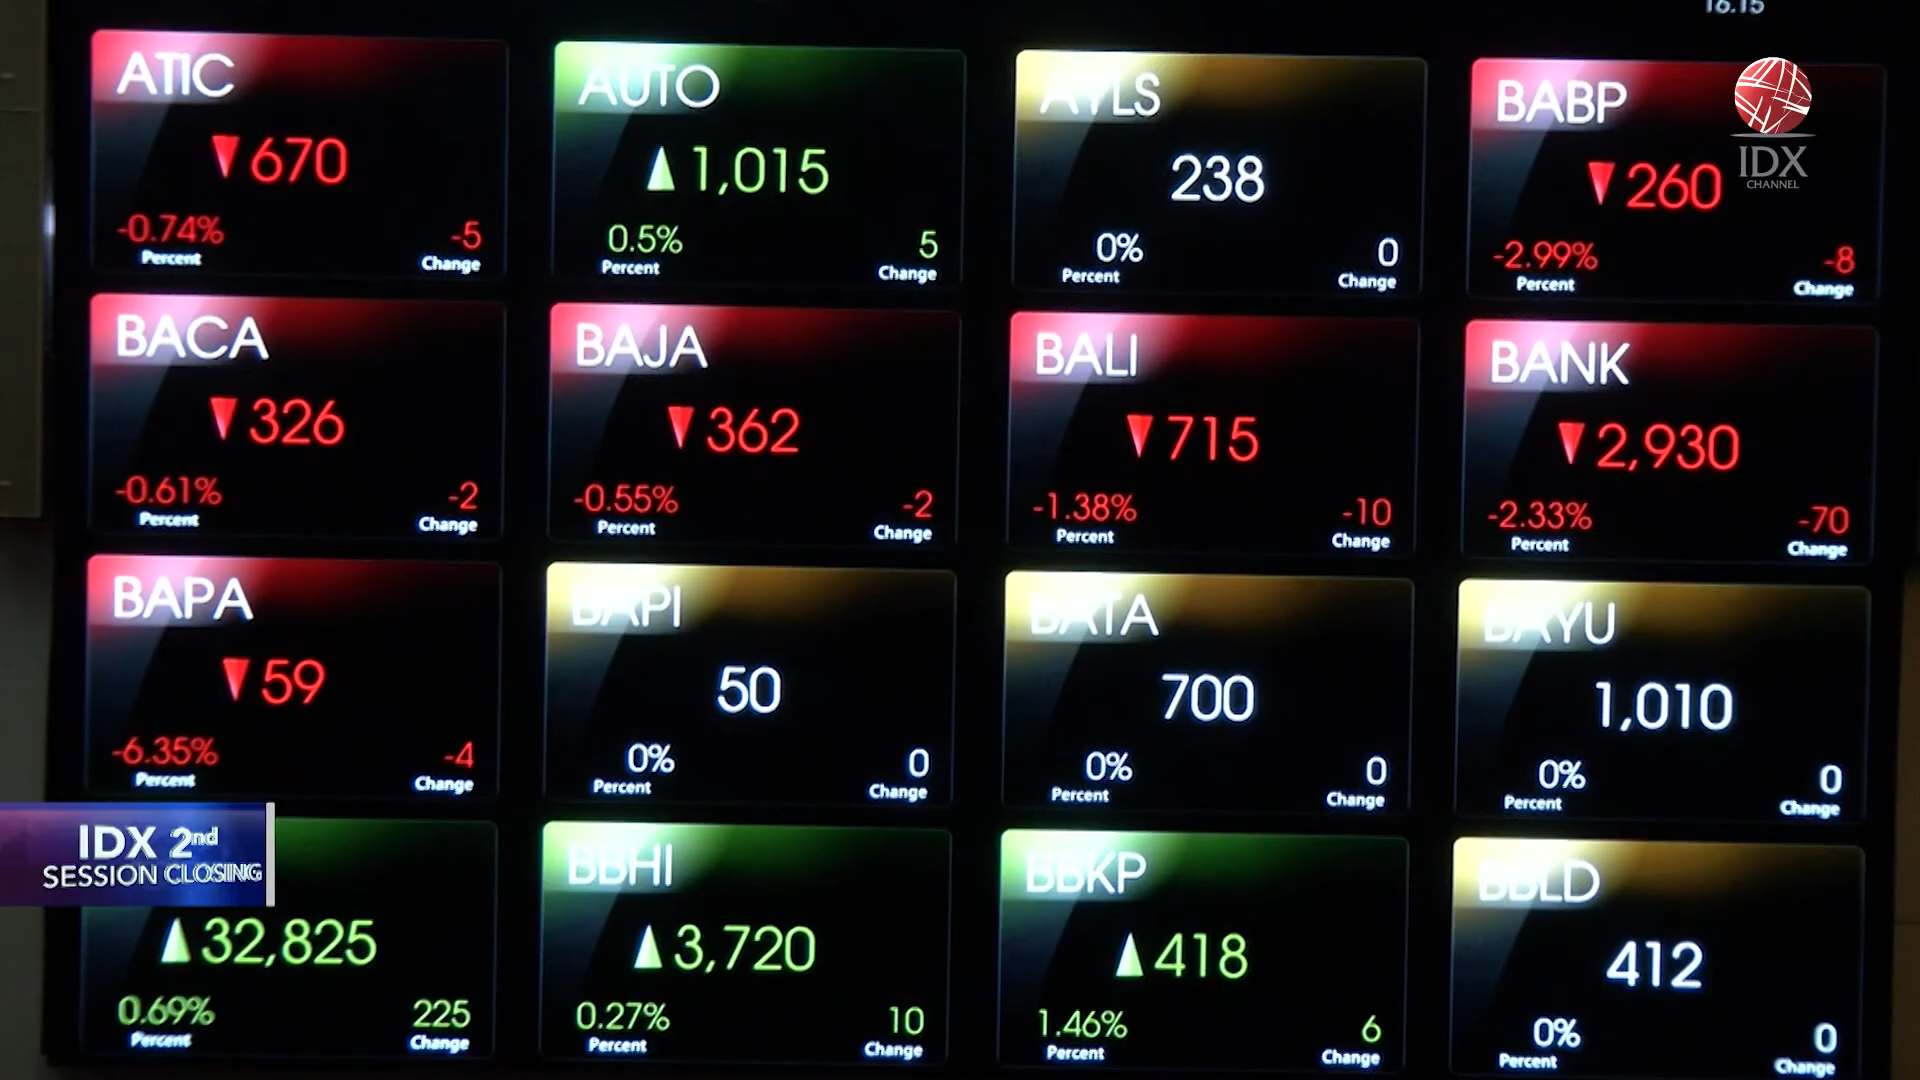 16.15
ATIC
670
-0.74%
Percent
-5
Change
AUTO
1,015
0.5%
Percent
5
Change
AYLS
238
0%
Percent
0
Change
BABP
260
-2.99%
Percent
-8
Change
IDX
CHANNEL
BACA
326
-0.61%
Percent
-2
Change
BAJA
362
-0.55%
Percent
-2
Change
BALI
715
-1.38%
Percent
-10
Change
BANK
2,930
-2.33%
Percent
-70
Change
BAPA
59
-6.35%
Percent
-4
Change
BAPI
50
0%
Percent
0
Change
BATA
700
0%
Percent
0
Change
BAYU
1,010
0%
Percent
0
Change
IDX 2nd
SESSION CLOSING
32,825
0.69%
Percent
225
Change
BBHI
3,720
0.27%
Percent
10
Change
BBKP
418
1.46%
Percent
6
Change
BBLD
412
0%
Percent
0
Change